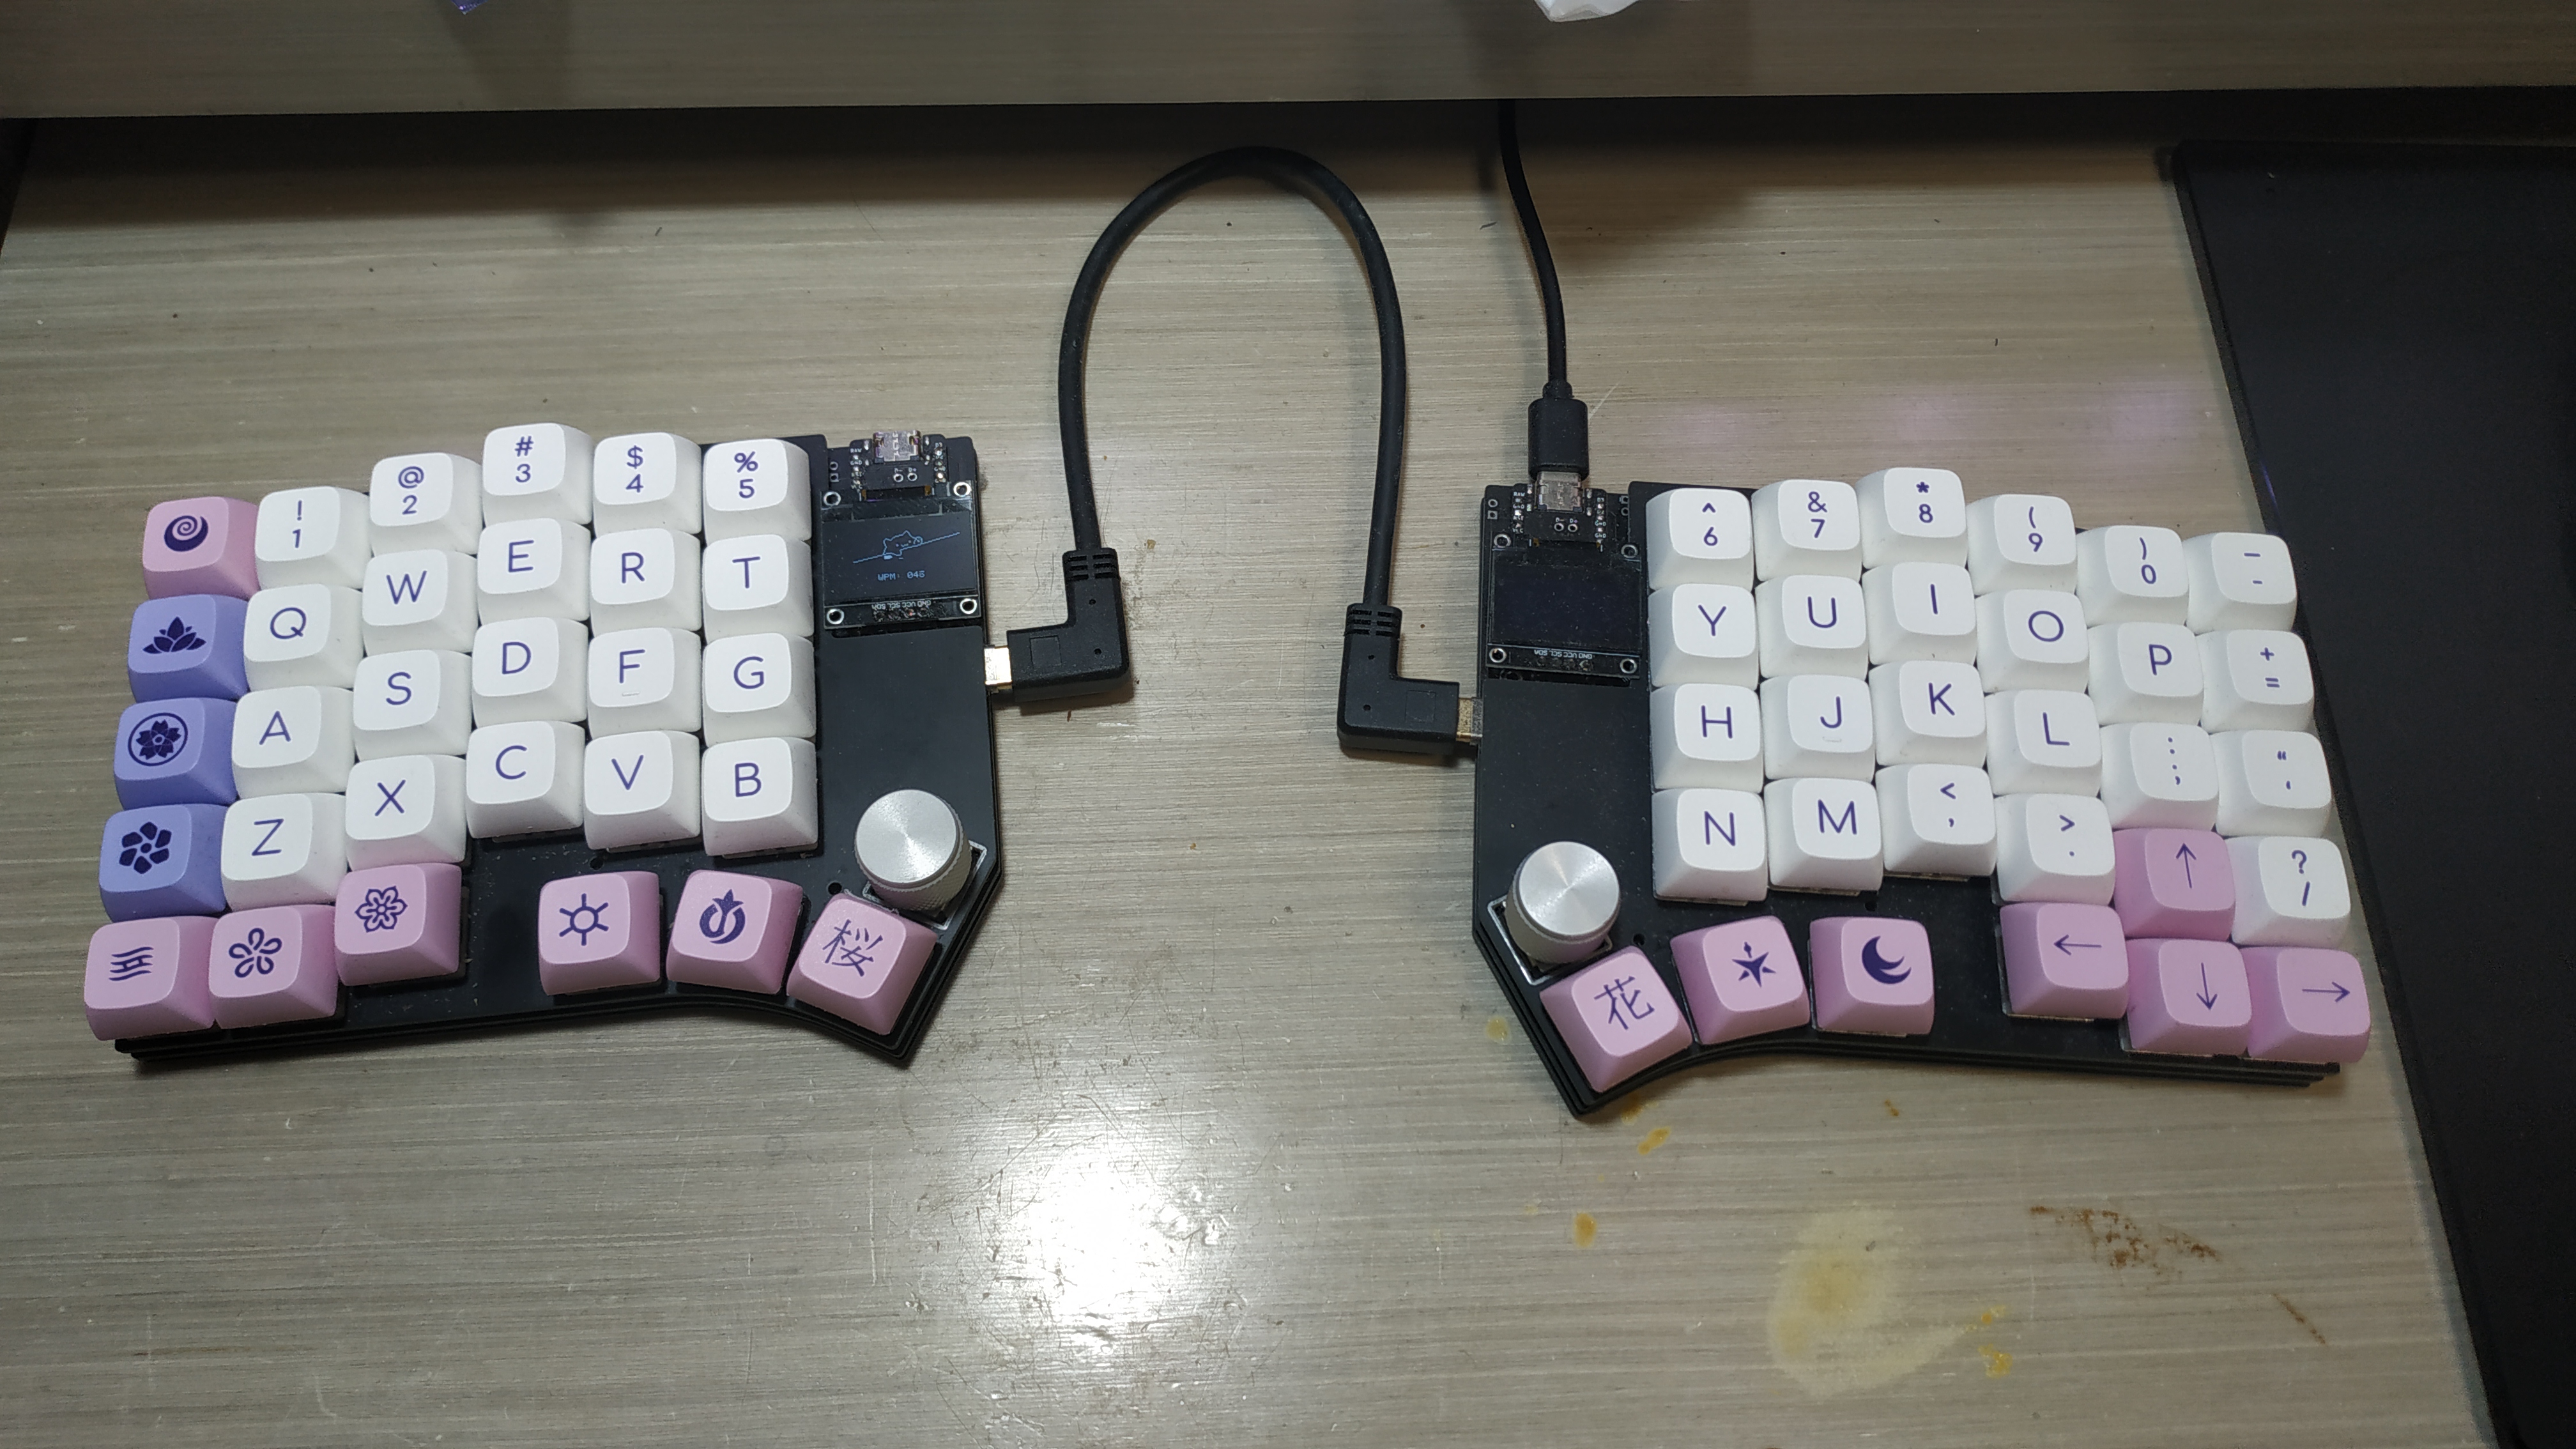 !
1
@
2
#
3
$
4
%
5
Q
W
E
R
T
A
S
D
F
G
Z
X
C
V
B
桜
WPM: 046
GND VCC SCL SDA
^
6
&
7
*
8
(
9
)
0
_
-
Y
U
I
O
P
+
=
H
J
K
L
:
;
“
‘
N
M
<
,
>
.
↑
?
/
花
←
↓
→
GND VCC SCL SDA